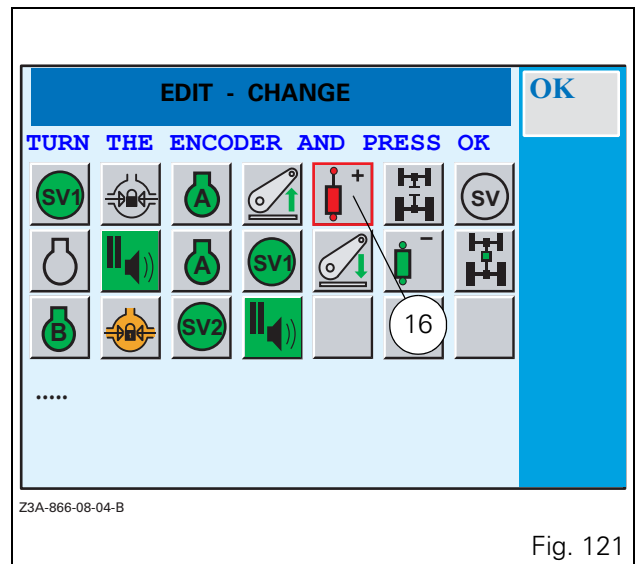 EDIT - CHANGE
OK
TURN THE ENCODER AND PRESS OK
SV1 A + SV
A SV1 −
B SV2 16
.....
Z3A-866-08-04-B
Fig. 121